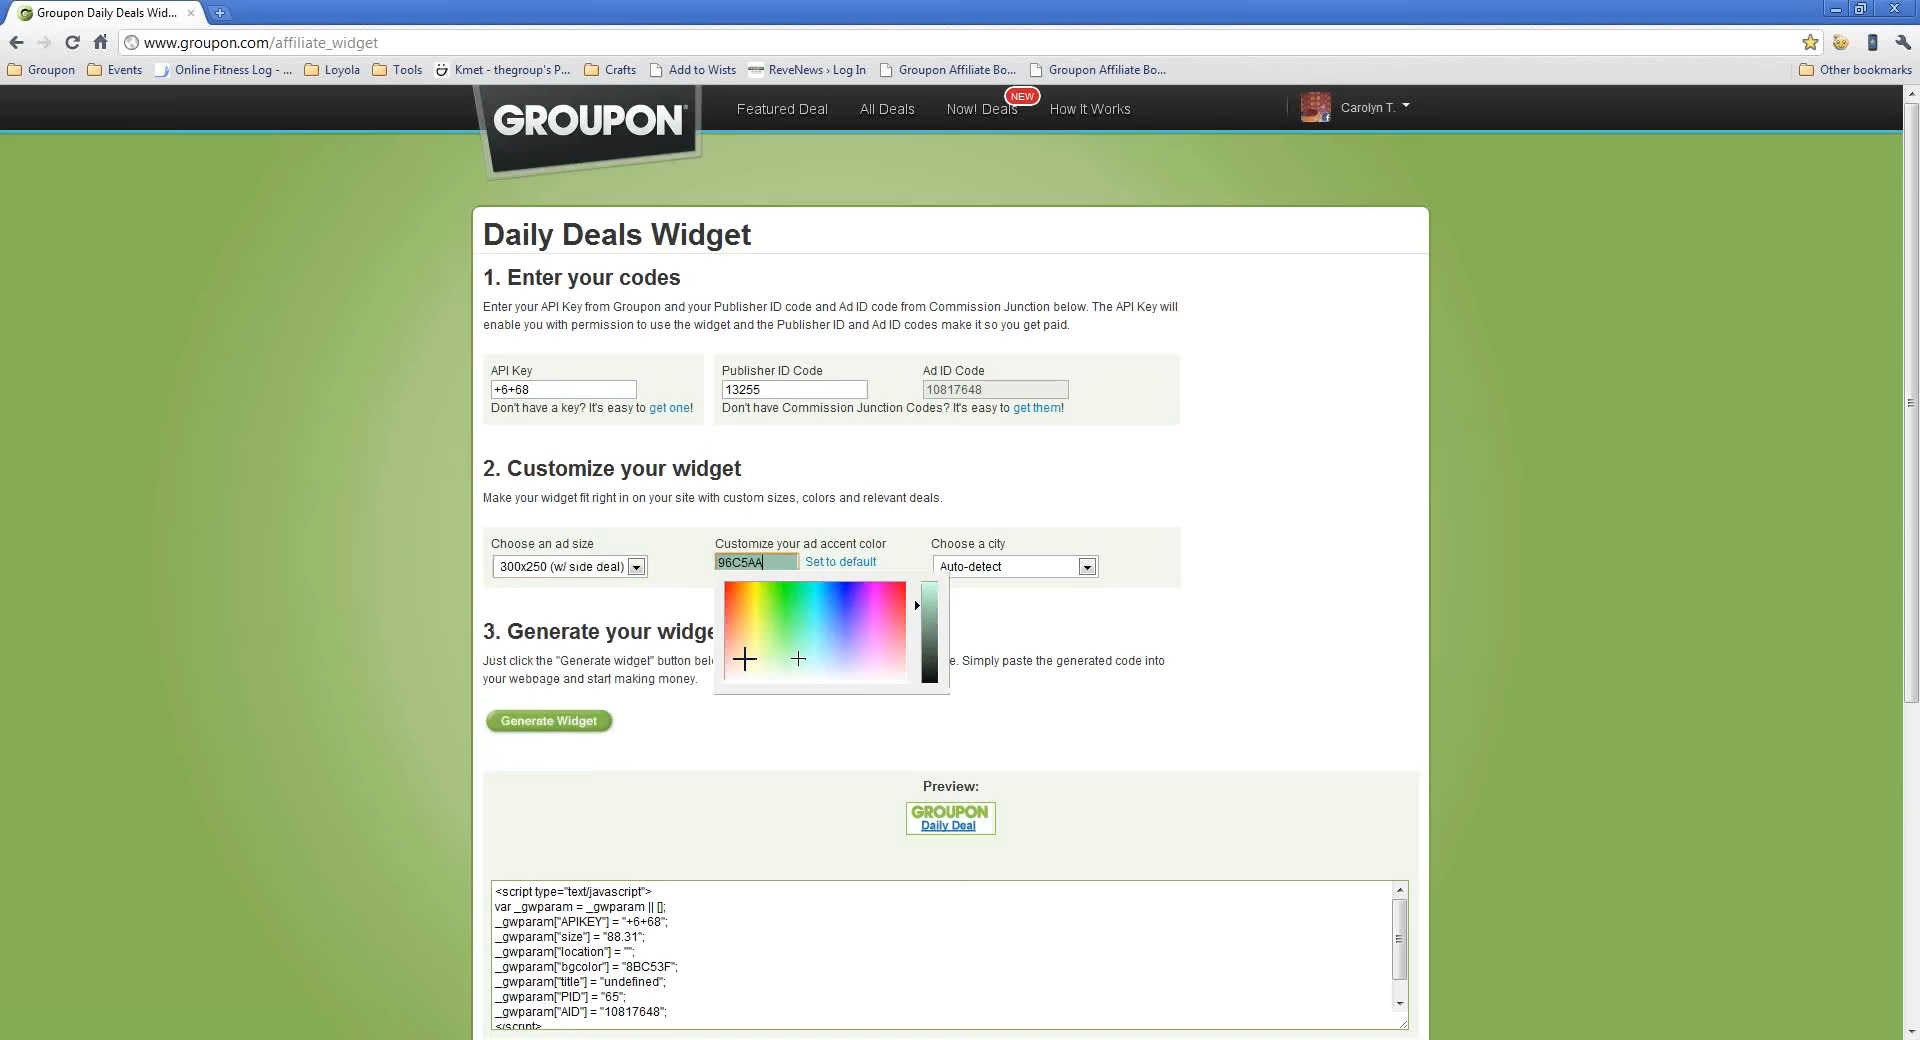 Groupon Daily Deals Wid...
www.groupon.com/affiliate_widget
Groupon Events Online Fitness Log - ... Loyola Tools Kmet - thegroup's P... Crafts Add to Wists ReveNews › Log In Groupon Affiliate Bo... Groupon Affiliate Bo... Other bookmarks
GROUPON Featured Deal All Deals Now! Deals NEW How It Works Carolyn T.
Daily Deals Widget
1. Enter your codes
Enter your API Key from Groupon and your Publisher ID code and Ad ID code from Commission Junction below. The API Key will
enable you with permission to use the widget and the Publisher ID and Ad ID codes make it so you get paid.
API Key Publisher ID Code Ad ID Code
+6+68 13255 10817648
Don't have a key? It's easy to get one! Don't have Commission Junction Codes? It's easy to get them!
2. Customize your widget
Make your widget fit right in on your site with custom sizes, colors and relevant deals.
Choose an ad size Customize your ad accent color Choose a city
300x250 (w/ side deal) 96C5AA Set to default Auto-detect
3. Generate your widge
Just click the "Generate widget" button bel e. Simply paste the generated code into
your webpage and start making money.
Generate Widget
Preview:
GROUPON
Daily Deal
<script type="text/javascript">
var _gwparam = _gwparam || [];
_gwparam["APIKEY"] = "+6+68";
_gwparam["size"] = "88.31";
_gwparam["location"] = "";
_gwparam["bgcolor"] = "8BC53F";
_gwparam["title"] = "undefined";
_gwparam["PID"] = "65";
_gwparam["AID"] = "10817648";
</script>